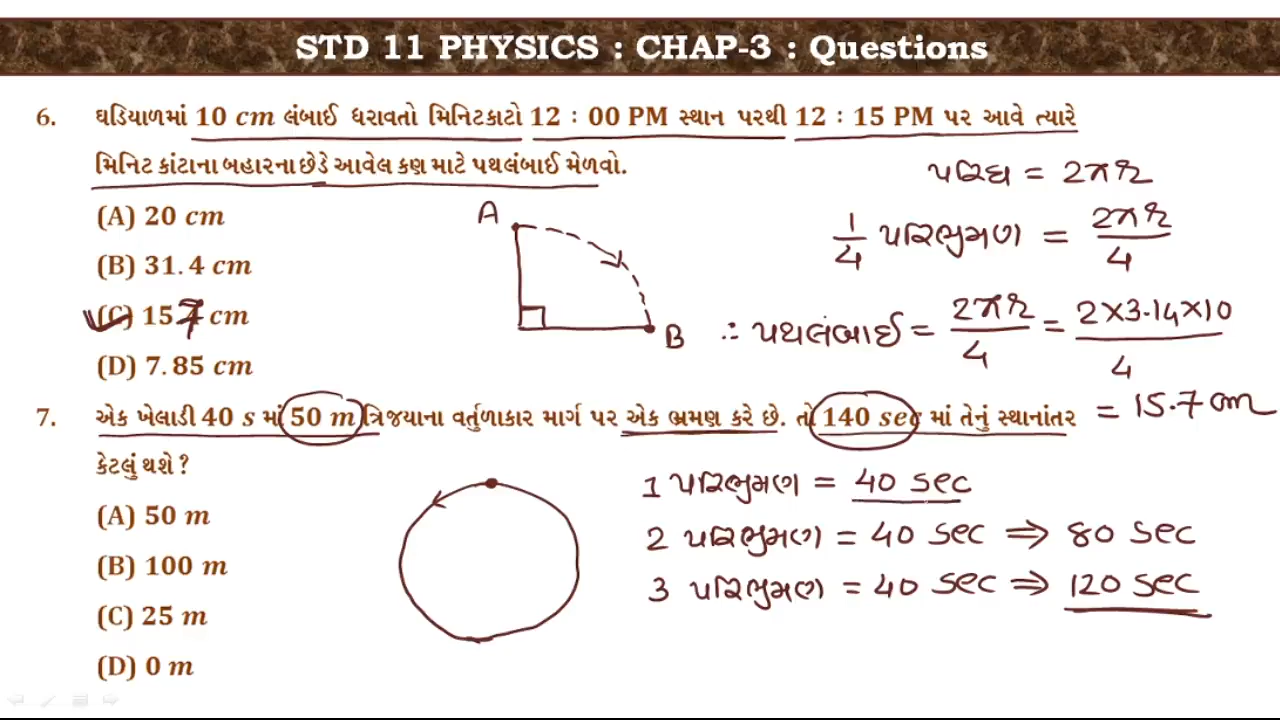 STD 11 PHYSICS : CHAP-3 : Questions
6. ઘડિયાળમાં 10 cm લંબાઈ ધરાવતો મિનિટકાટો 12 : 00 PM સ્થાન પરથી 12 : 15 PM પર આવે ત્યારે
મિનિટ કાંટાના બહારના છેડે આવેલ કણ માટે પથલંબાઈ મેળવો.
(A) 20 cm
(B) 31.4 cm
(C) 15.7 cm
(D) 7.85 cm
A
B
પરિઘ = 2πr
1/4 પરિભ્રમણ = 2πr/4
∴ પથલંબાઈ = 2πr/4 = 2×3.14×10/4
= 15.7 cm
7. એક ખેલાડી 40 s માં 50 m ત્રિજયાના વર્તુળાકાર માર્ગ પર એક ભ્રમણ કરે છે. તો 140 sec માં તેનું સ્થાનાંતર
કેટલું થશે ?
(A) 50 m
(B) 100 m
(C) 25 m
(D) 0 m
1 પરિભ્રમણ = 40 sec
2 પરિભ્રમણ = 40 sec ⇒ 80 sec
3 પરિભ્રમણ = 40 sec ⇒ 120 sec